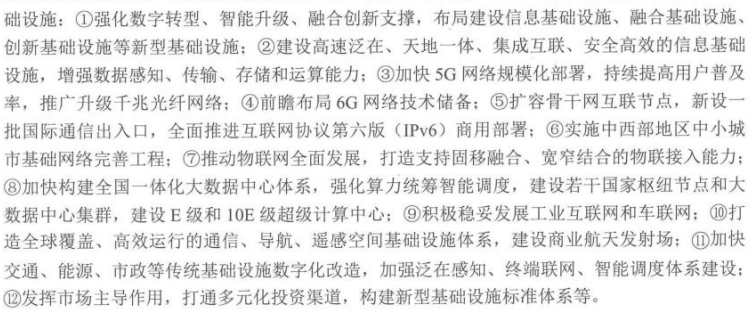 础设施：①强化数字转型、智能升级、融合创新支撑，布局建设信息基础设施、融合基础设施、
创新基础设施等新型基础设施；②建设高速泛在、天地一体、集成互联、安全高效的信息基础
设施，增强数据感知、传输、存储和运算能力；③加快 5G 网络规模化部署，持续提高用户普及
率，推广升级千兆光纤网络；④前瞻布局 6G 网络技术储备；⑤扩容骨干网互联节点，新设一
批国际通信出入口，全面推进互联网协议第六版（IPv6）商用部署；⑥实施中西部地区中小城
市基础网络完善工程；⑦推动物联网全面发展，打造支持固移融合、宽窄结合的物联接入能力；
⑧加快构建全国一体化大数据中心体系，强化算力统筹智能调度，建设若干国家枢纽节点和大
数据中心集群，建设 E 级和 10E 级超级计算中心；⑨积极稳妥发展工业互联网和车联网；⑩打
造全球覆盖、高效运行的通信、导航、遥感空间基础设施体系，建设商业航天发射场；⑪加快
交通、能源、市政等传统基础设施数字化改造，加强泛在感知、终端联网、智能调度体系建设；
⑫发挥市场主导作用，打通多元化投资渠道，构建新型基础设施标准体系等。